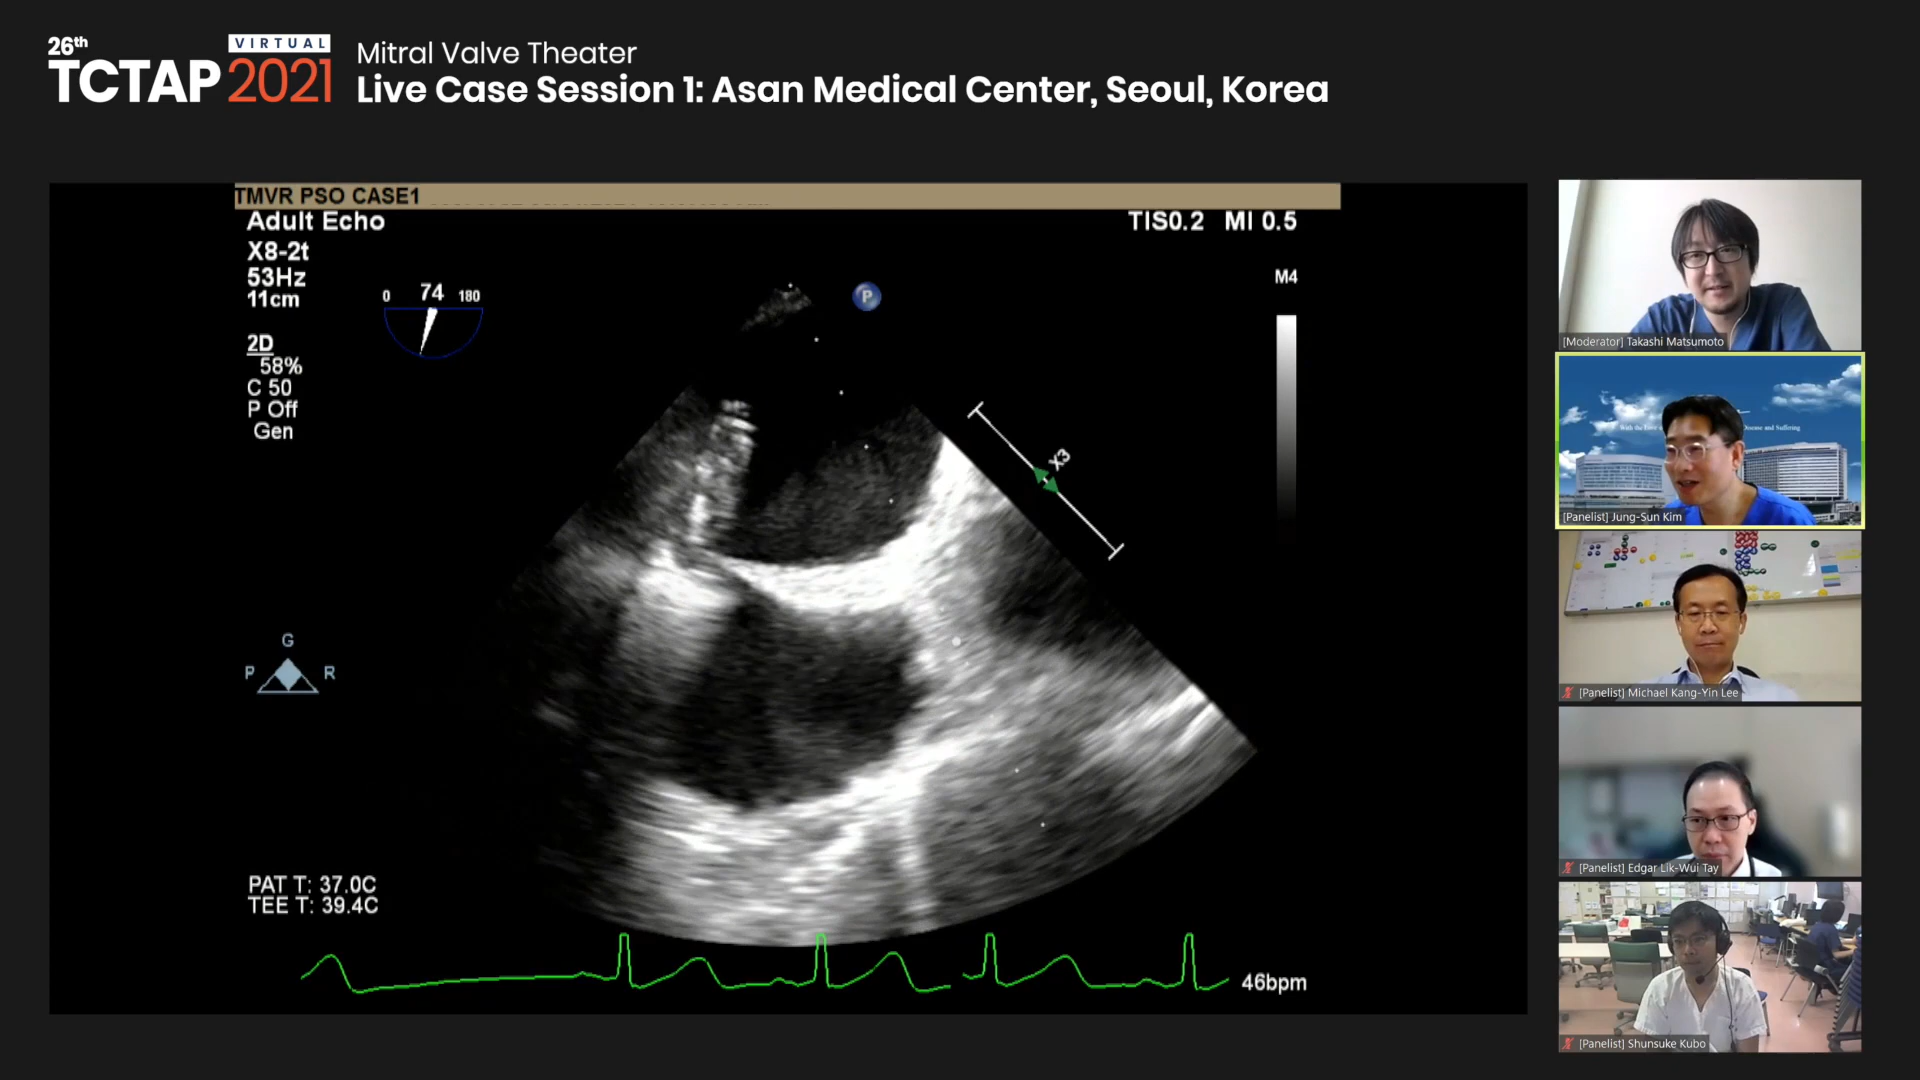 26th
VIRTUAL
TCTAP 2021
Mitral Valve Theater
Live Case Session 1: Asan Medical Center, Seoul, Korea
TMVR PSO CASE1
Adult Echo
TIS0.2 MI 0.5
X8-2t
53Hz
11cm
M4
0 74 180
P
2D
58%
C 50
P Off
Gen
X3
G
P R
PAT T: 37.0C
TEE T: 39.4C
46bpm
[Moderator] Takashi Matsumoto
Disease and Suffering
[Panelist] Jung-Sun Kim
[Panelist] Michael Kang-Yin Lee
[Panelist] Edgar Lik-Wui Tay
[Panelist] Shunsuke Kubo